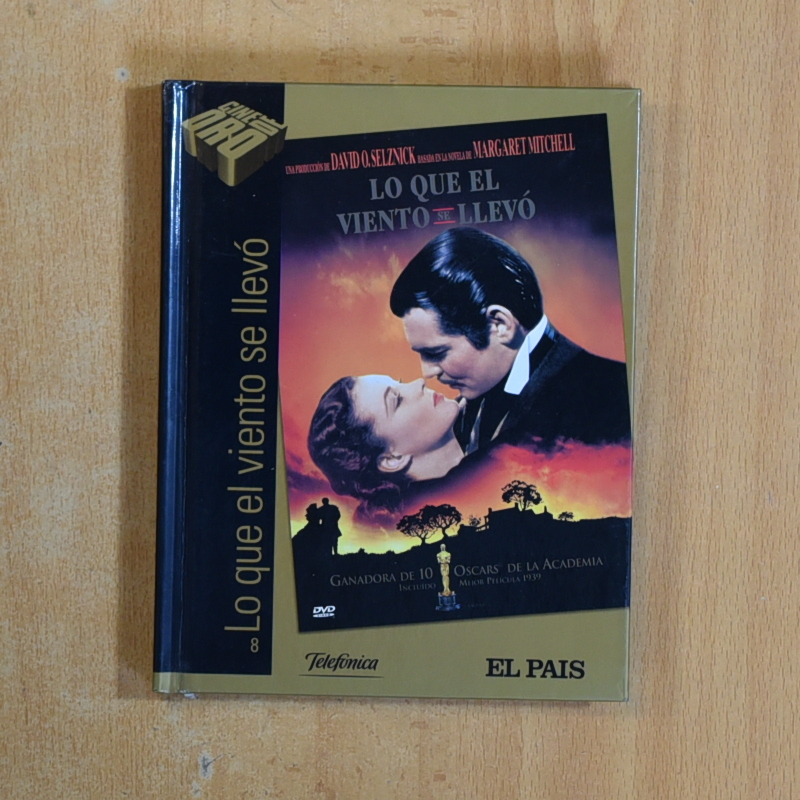 CINE DE ORO
8 Lo que el viento se llevó
UNA PRODUCCIÓN DE DAVID O. SELZNICK BASADA EN LA NOVELA DE MARGARET MITCHELL
LO QUE EL
VIENTO SE LLEVÓ
GANADORA DE 10 OSCARS DE LA ACADEMIA
INCLUIDO MEJOR PELÍCULA 1939
DVD
Telefónica
EL PAIS